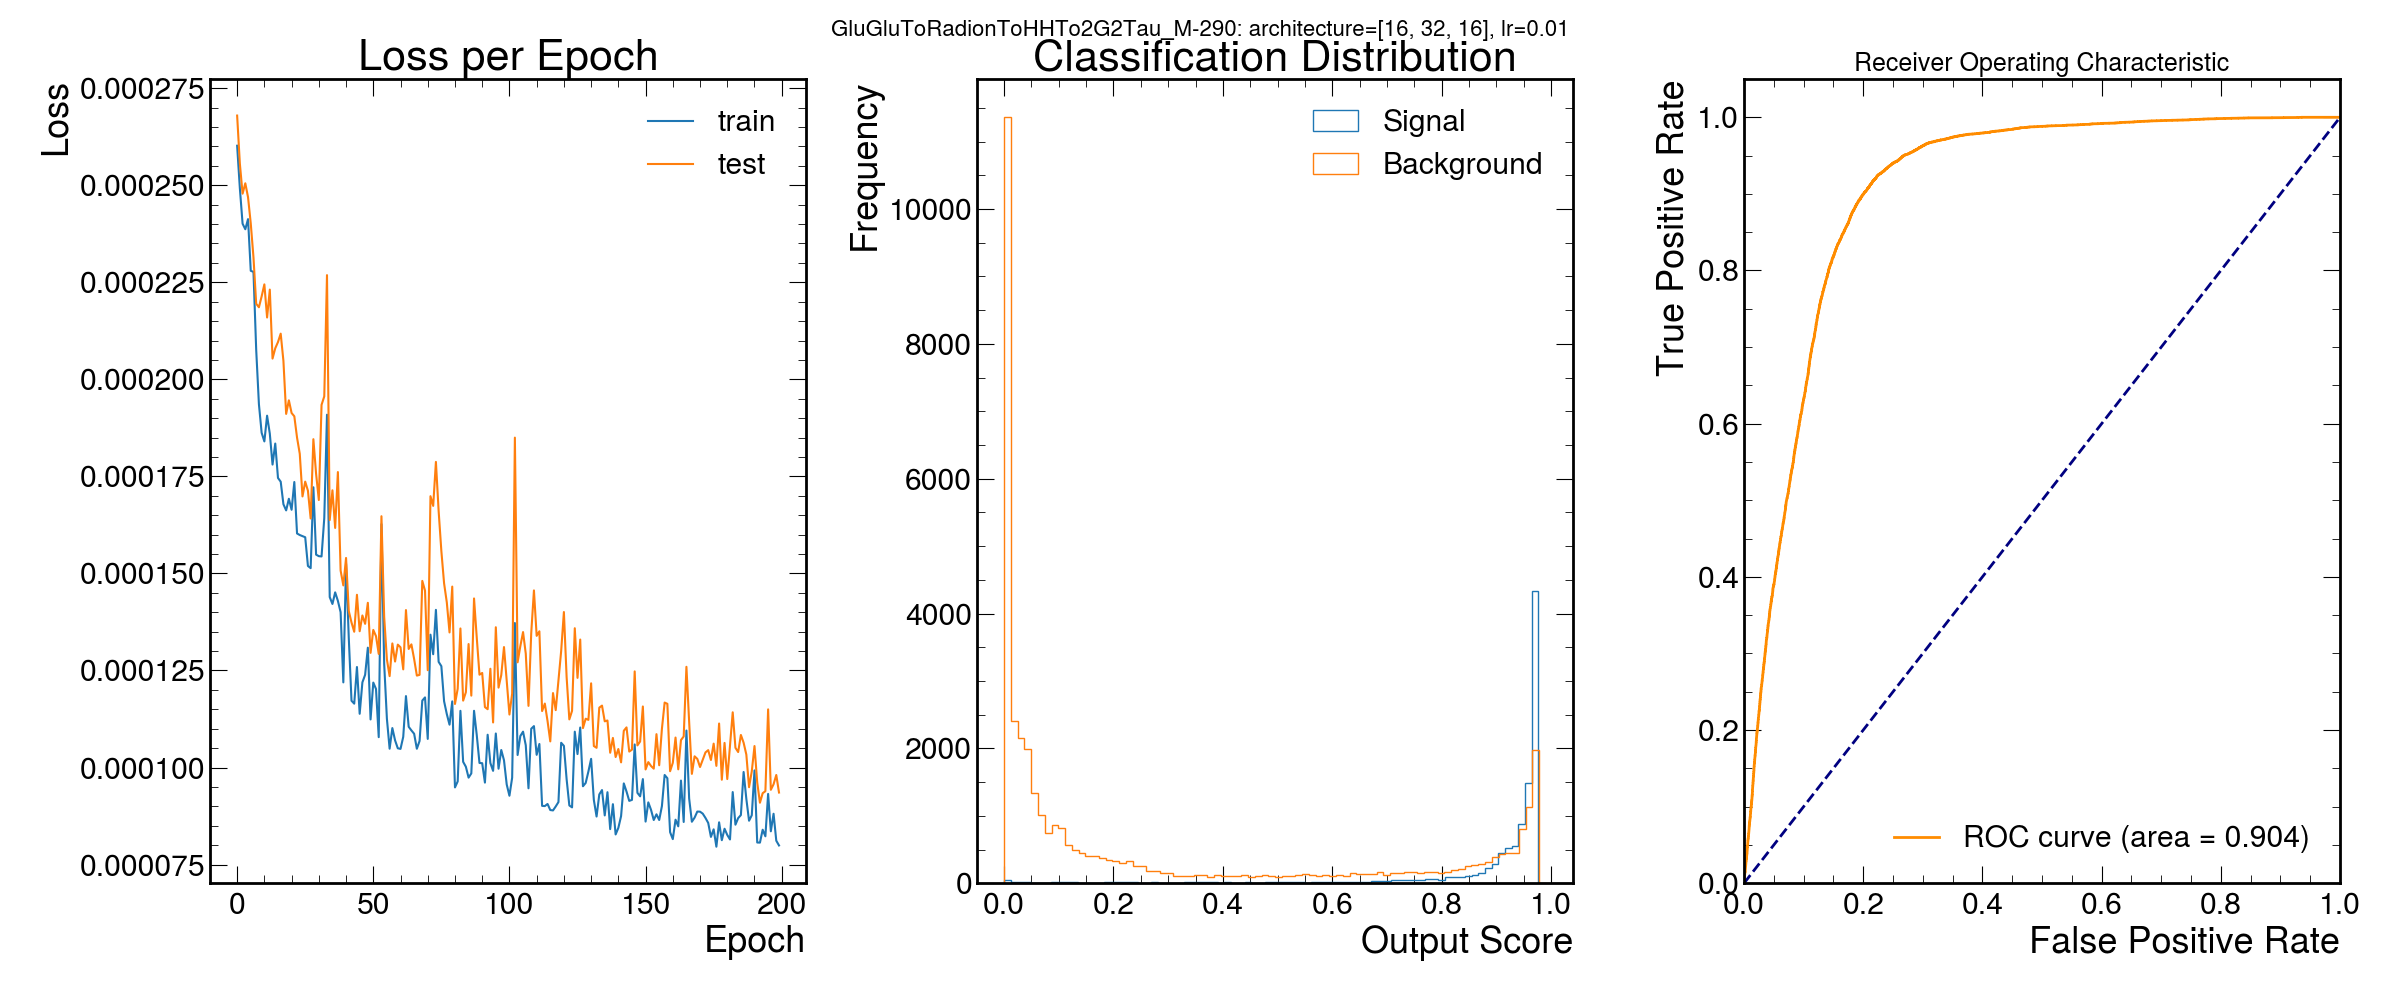 GluGluToRadionToHHTo2G2Tau_M-290: architecture=[16, 32, 16], lr=0.01
Loss per Epoch
Loss
0.000275
0.000250
0.000225
0.000200
0.000175
0.000150
0.000125
0.000100
0.000075
train
test
0 50 100 150 200
Epoch
Classification Distribution
Frequency
10000
8000
6000
4000
2000
0
Signal
Background
0.0 0.2 0.4 0.6 0.8 1.0
Output Score
Receiver Operating Characteristic
True Positive Rate
1.0
0.8
0.6
0.4
0.2
0.0
ROC curve (area = 0.904)
0.0 0.2 0.4 0.6 0.8 1.0
False Positive Rate